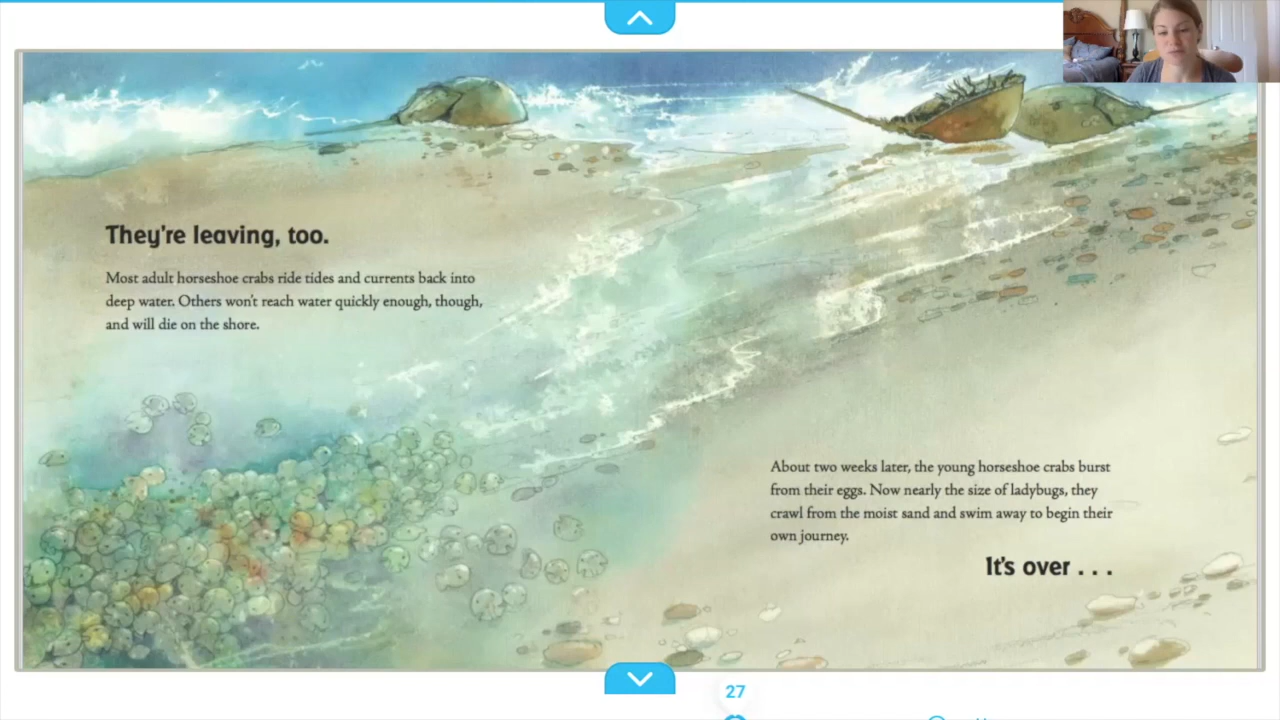 They're leaving, too.
Most adult horseshoe crabs ride tides and currents back into
deep water. Others won't reach water quickly enough, though,
and will die on the shore.
About two weeks later, the young horseshoe crabs burst
from their eggs. Now nearly the size of ladybugs, they
crawl from the moist sand and swim away to begin their
own journey.
It's over . . .
27